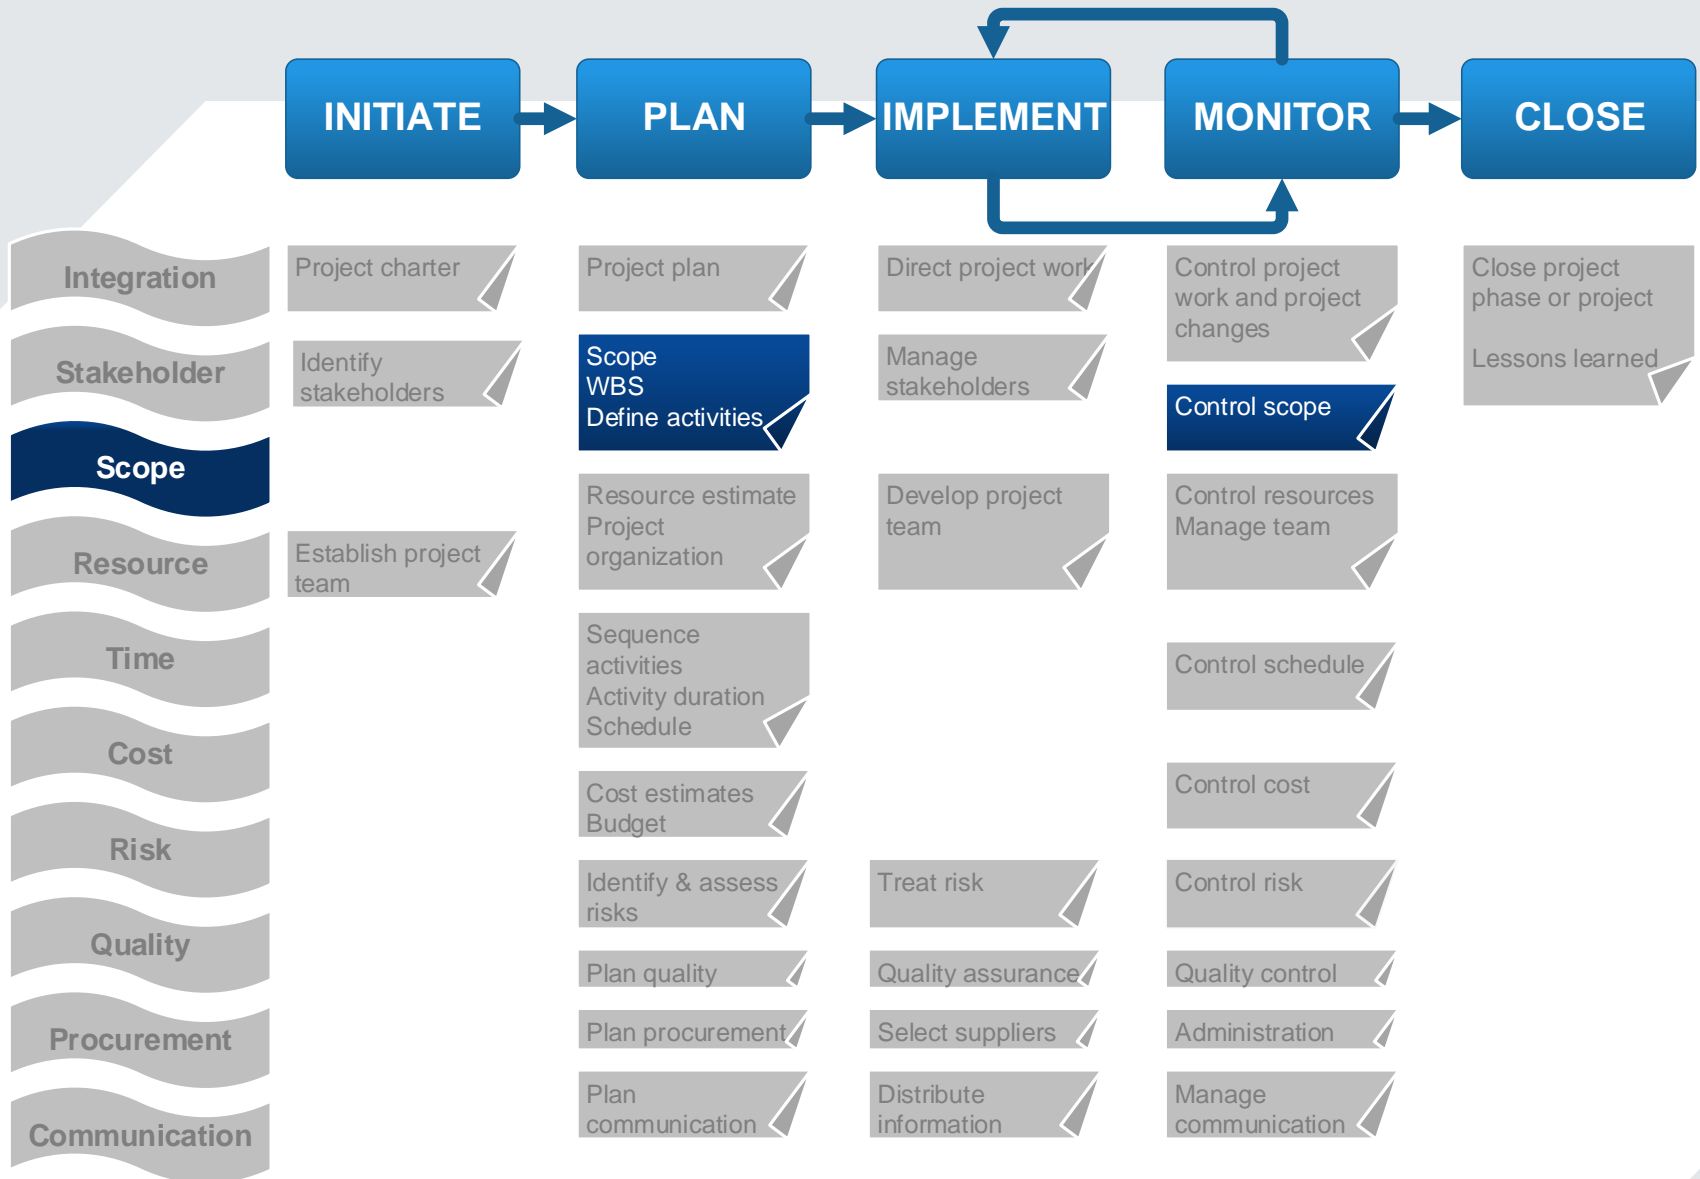 INITIATE
PLAN
IMPLEMENT
MONITOR
CLOSE
Integration
Stakeholder
Scope
Resource
Time
Cost
Risk
Quality
Procurement
Communication
Project charter
Identify
stakeholders
Establish project
team
Project plan
Scope
WBS
Define activities
Resource estimate
Project
organization
Sequence
activities
Activity duration
Schedule
Cost estimates
Budget
Identify & assess
risks
Plan quality
Plan procurement
Plan
communication
Direct project work
Manage
stakeholders
Develop project
team
Treat risk
Quality assurance
Select suppliers
Distribute
information
Control project
work and project
changes
Control scope
Control resources
Manage team
Control schedule
Control cost
Control risk
Quality control
Administration
Manage
communication
Close project
phase or project
Lessons learned